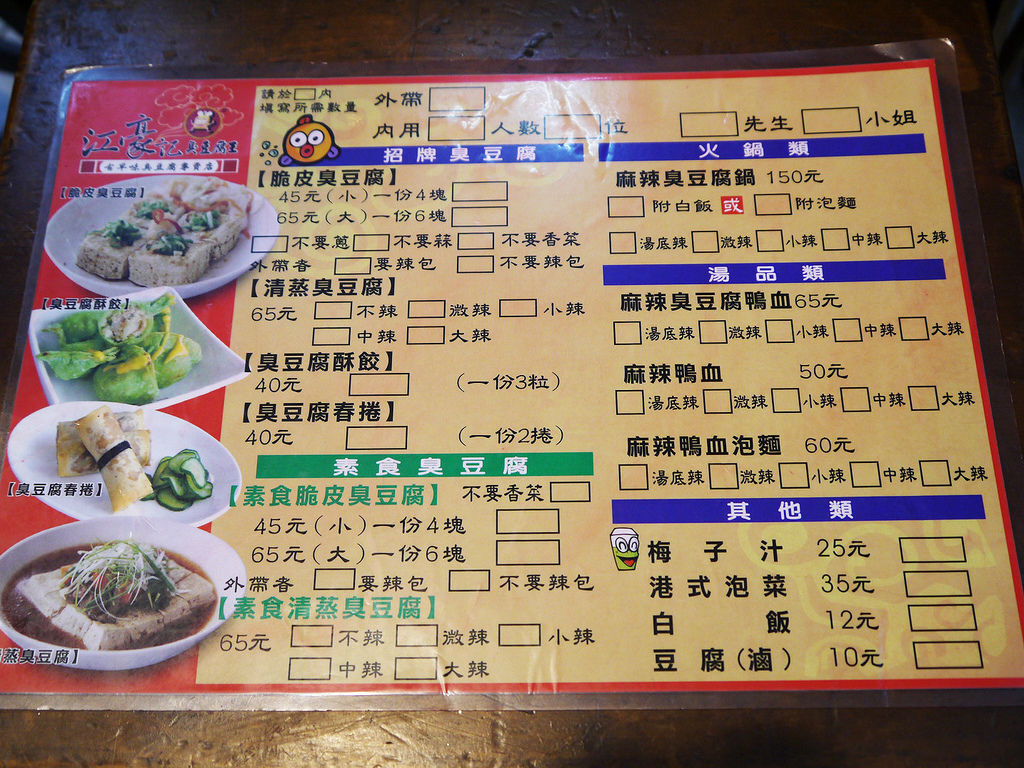 江豪記臭豆腐王
古早味臭豆腐專賣店
【脆皮臭豆腐】
【臭豆腐酥餃】
【臭豆腐春捲】
蒸臭豆腐】
請於□內
填寫所需數量
外帶
內用 人數 位 先生 小姐
招牌臭豆腐
【脆皮臭豆腐】
45元(小)一份4塊
65元(大)一份6塊
不要蔥 不要蒜 不要香菜
外帶者 要辣包 不要辣包
【清蒸臭豆腐】
65元 不辣 微辣 小辣
中辣 大辣
【臭豆腐酥餃】
40元 (一份3粒)
【臭豆腐春捲】
40元 (一份2捲)
素食臭豆腐
【素食脆皮臭豆腐】 不要香菜
45元(小)一份4塊
65元(大)一份6塊
外帶者 要辣包 不要辣包
【素食清蒸臭豆腐】
65元 不辣 微辣 小辣
中辣 大辣
火鍋類
麻辣臭豆腐鍋 150元
附白飯 或 附泡麵
湯底辣 微辣 小辣 中辣 大辣
湯品類
麻辣臭豆腐鴨血65元
湯底辣 微辣 小辣 中辣 大辣
麻辣鴨血 50元
湯底辣 微辣 小辣 中辣 大辣
麻辣鴨血泡麵 60元
湯底辣 微辣 小辣 中辣 大辣
其他類
梅子汁 25元
港式泡菜 35元
白飯 12元
豆腐(滷) 10元